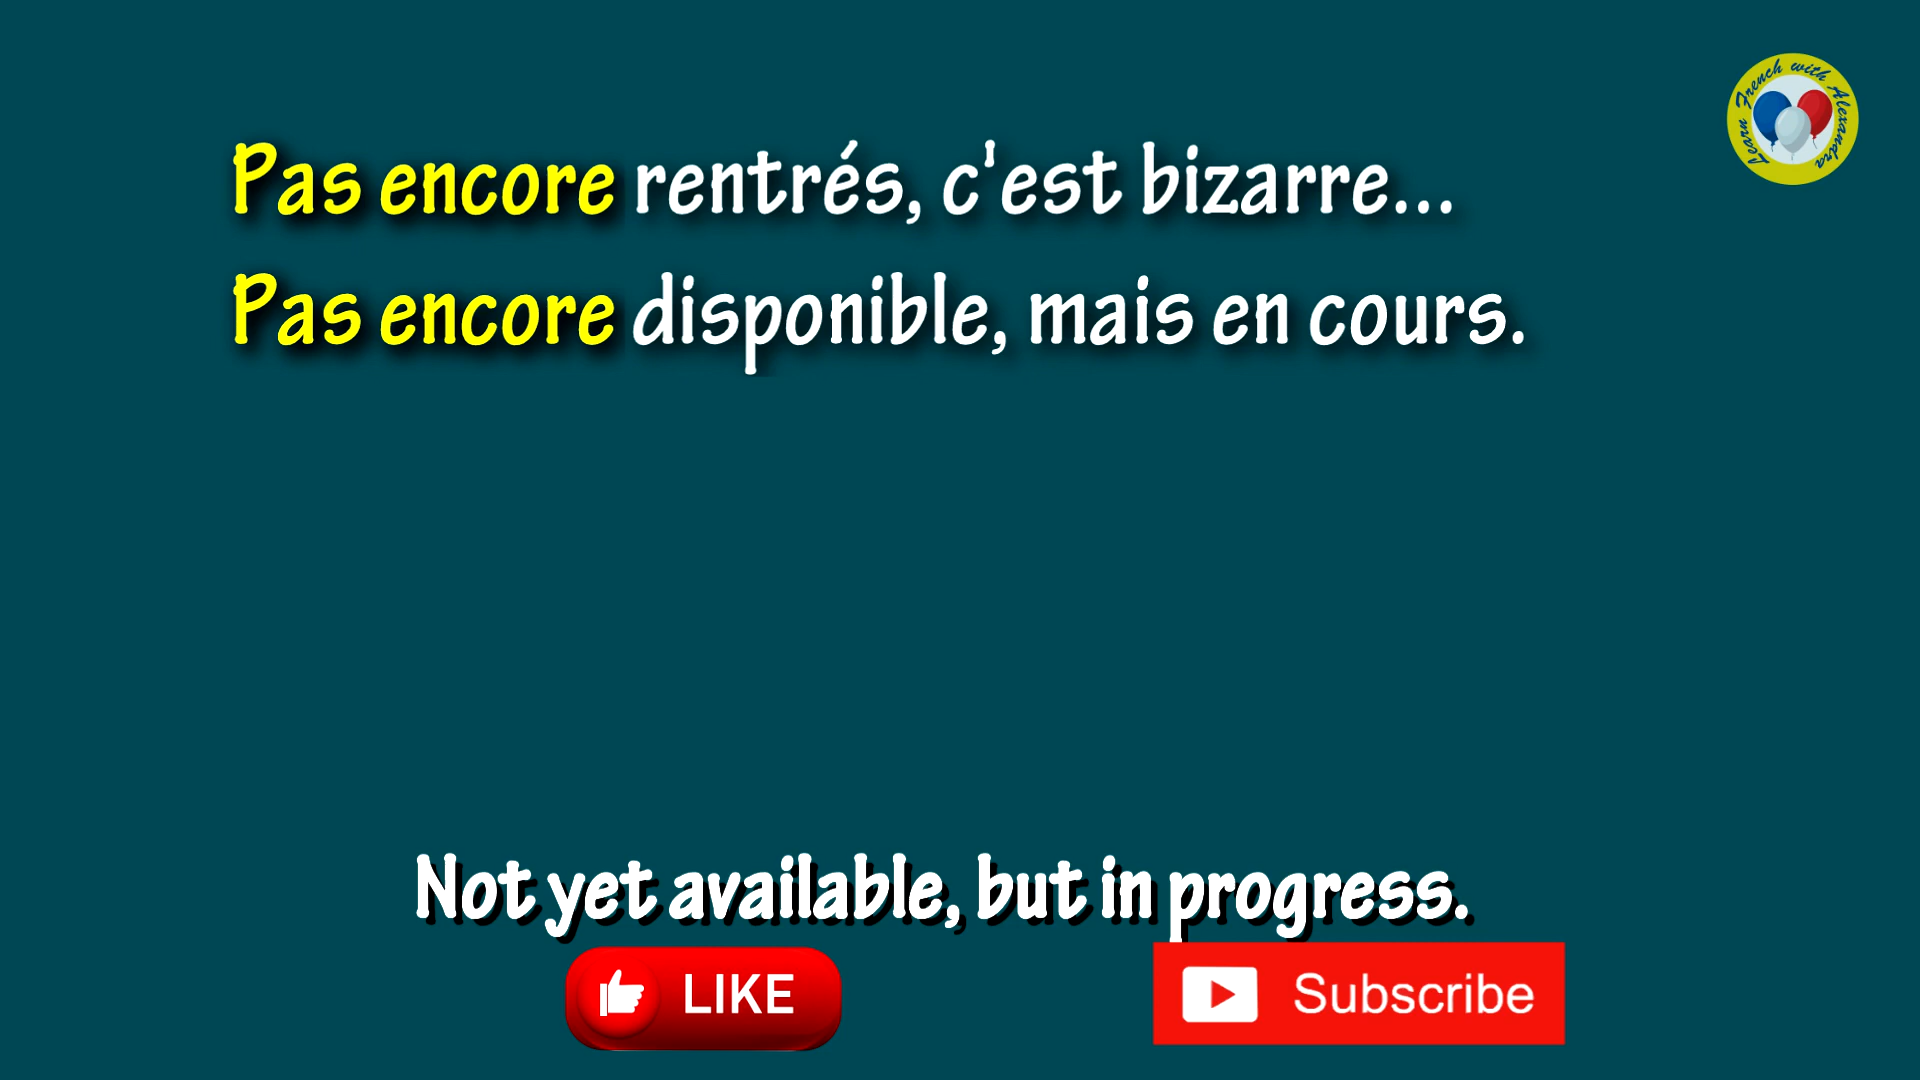 Learn French with Alexandra
Pas encore rentrés, c'est bizarre...
Pas encore disponible, mais en cours.
Not yet available, but in progress.
LIKE
Subscribe